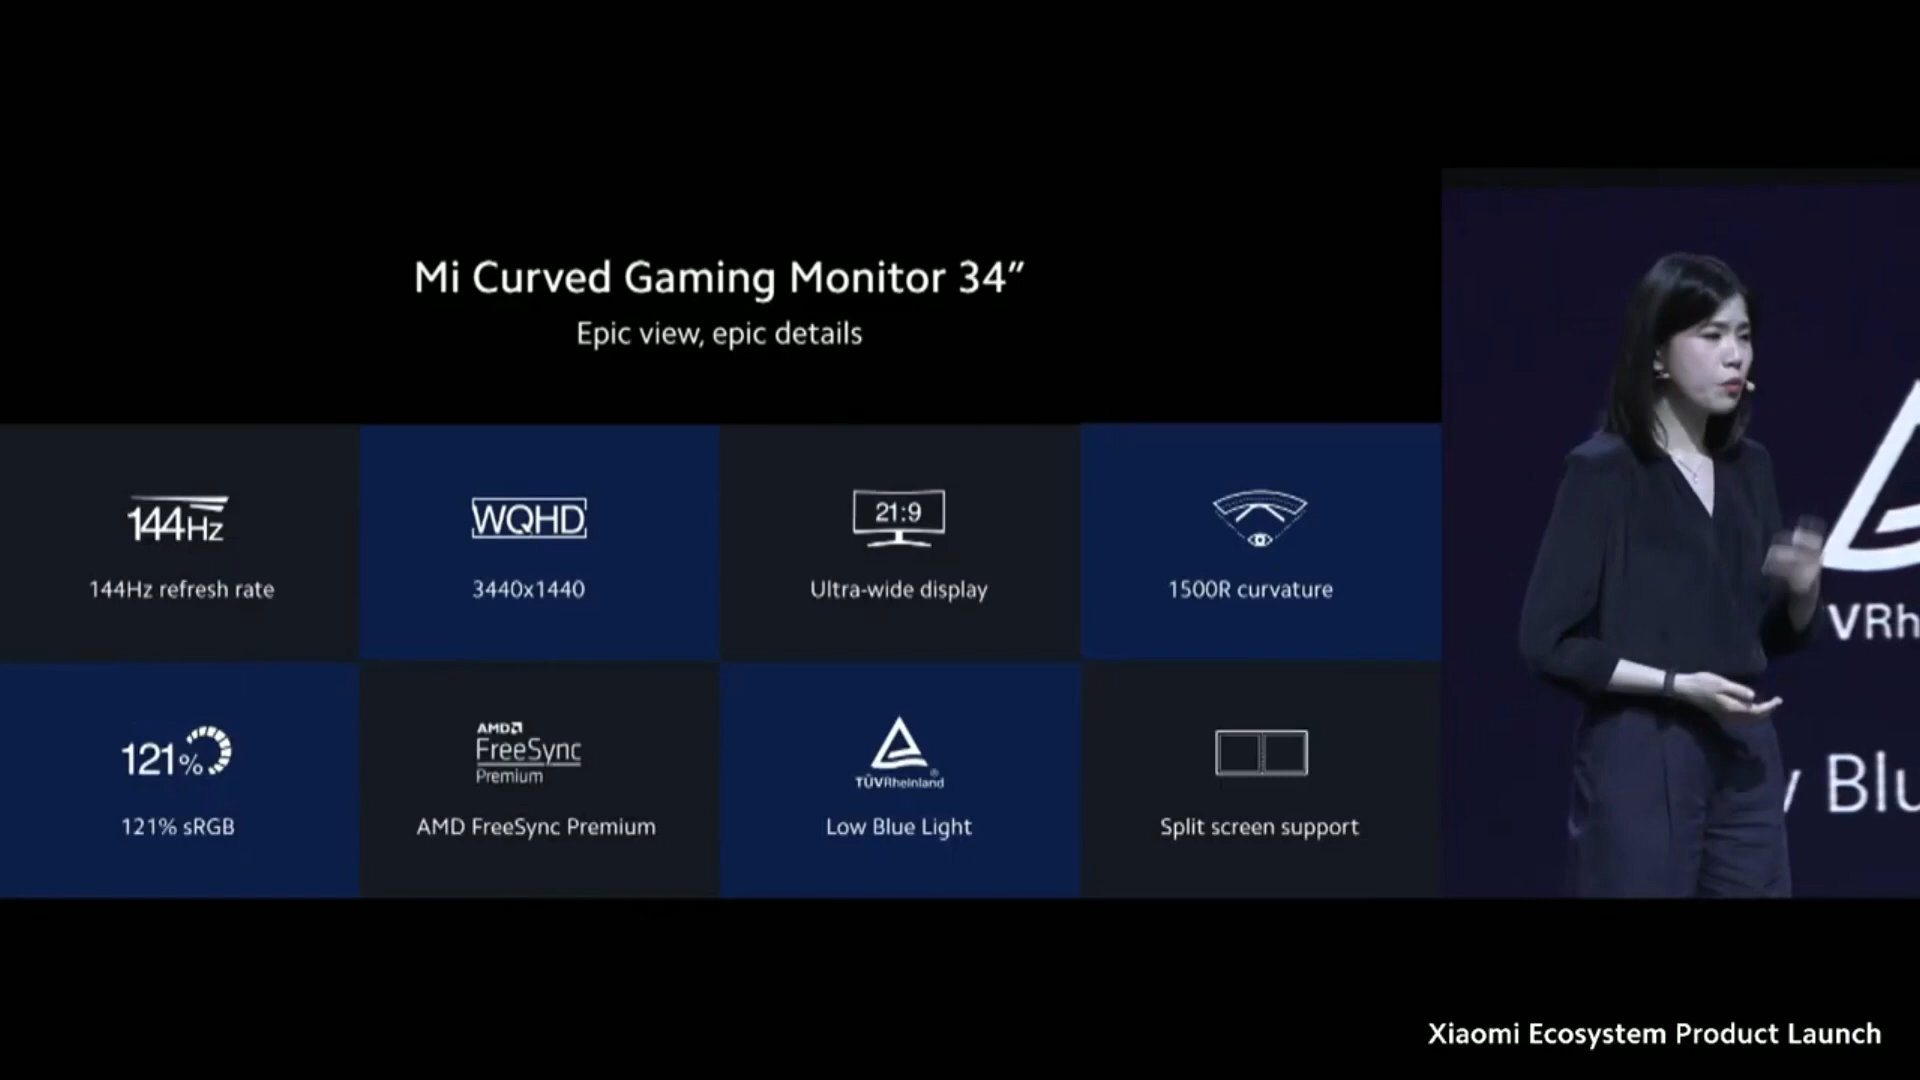 Mi Curved Gaming Monitor 34”
Epic view, epic details
144Hz
144Hz refresh rate
WQHD
3440x1440
21:9
Ultra-wide display
1500R curvature
121%
121% sRGB
AMD
FreeSync
Premium
AMD FreeSync Premium
TÜVRheinland®
Low Blue Light
Split screen support
VRh
Blu
Xiaomi Ecosystem Product Launch